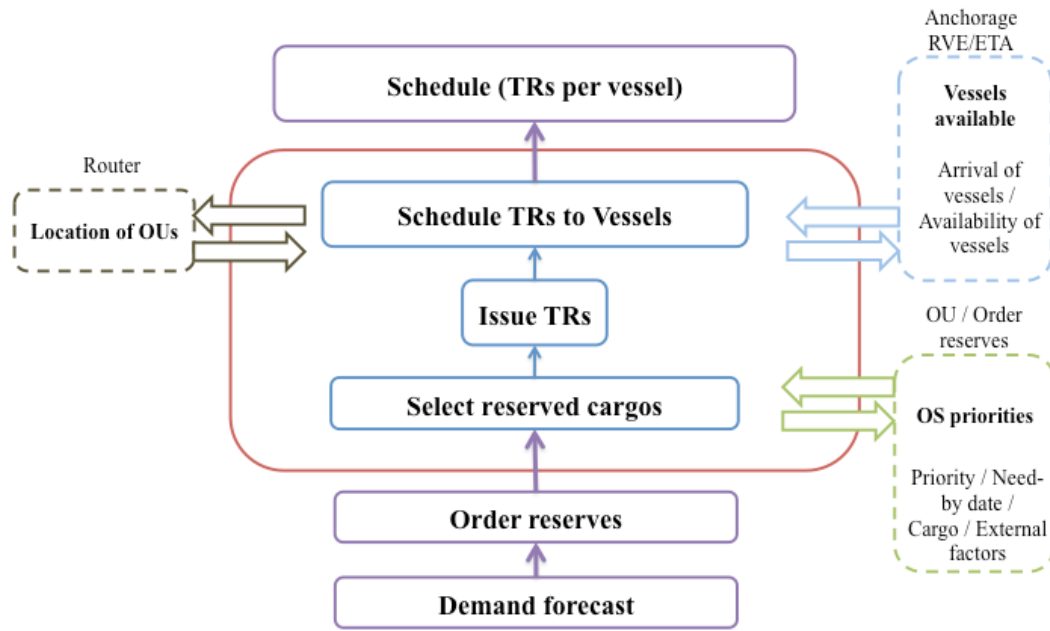 Anchorage
RVE/ETA
Schedule (TRs per vessel)
Vessels
available
Router
Location of OUs
Schedule TRs to Vessels
Arrival of
vessels /
Availability of
vessels
Issue TRs
OU / Order
reserves
Select reserved cargos
OS priorities
Priority / Need-
by date /
Cargo / External
factors
Order reserves
Demand forecast